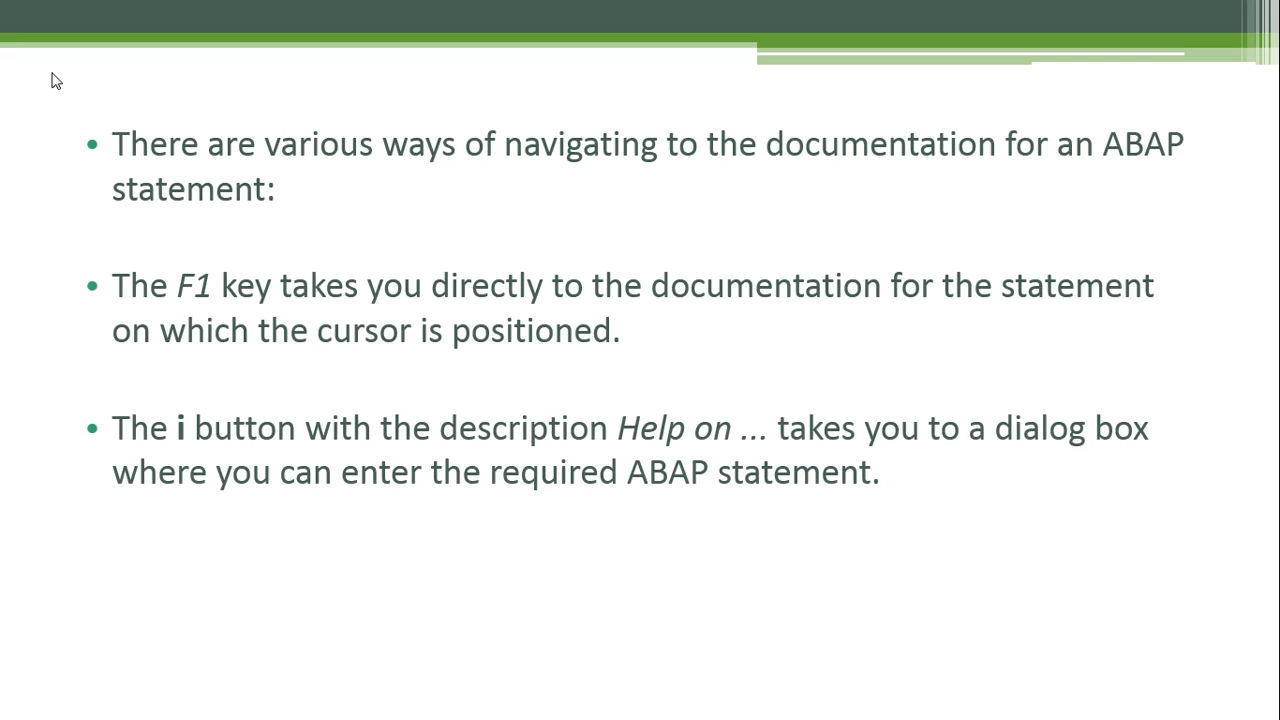 • There are various ways of navigating to the documentation for an ABAP
statement:
• The F1 key takes you directly to the documentation for the statement
on which the cursor is positioned.
• The i button with the description Help on ... takes you to a dialog box
where you can enter the required ABAP statement.